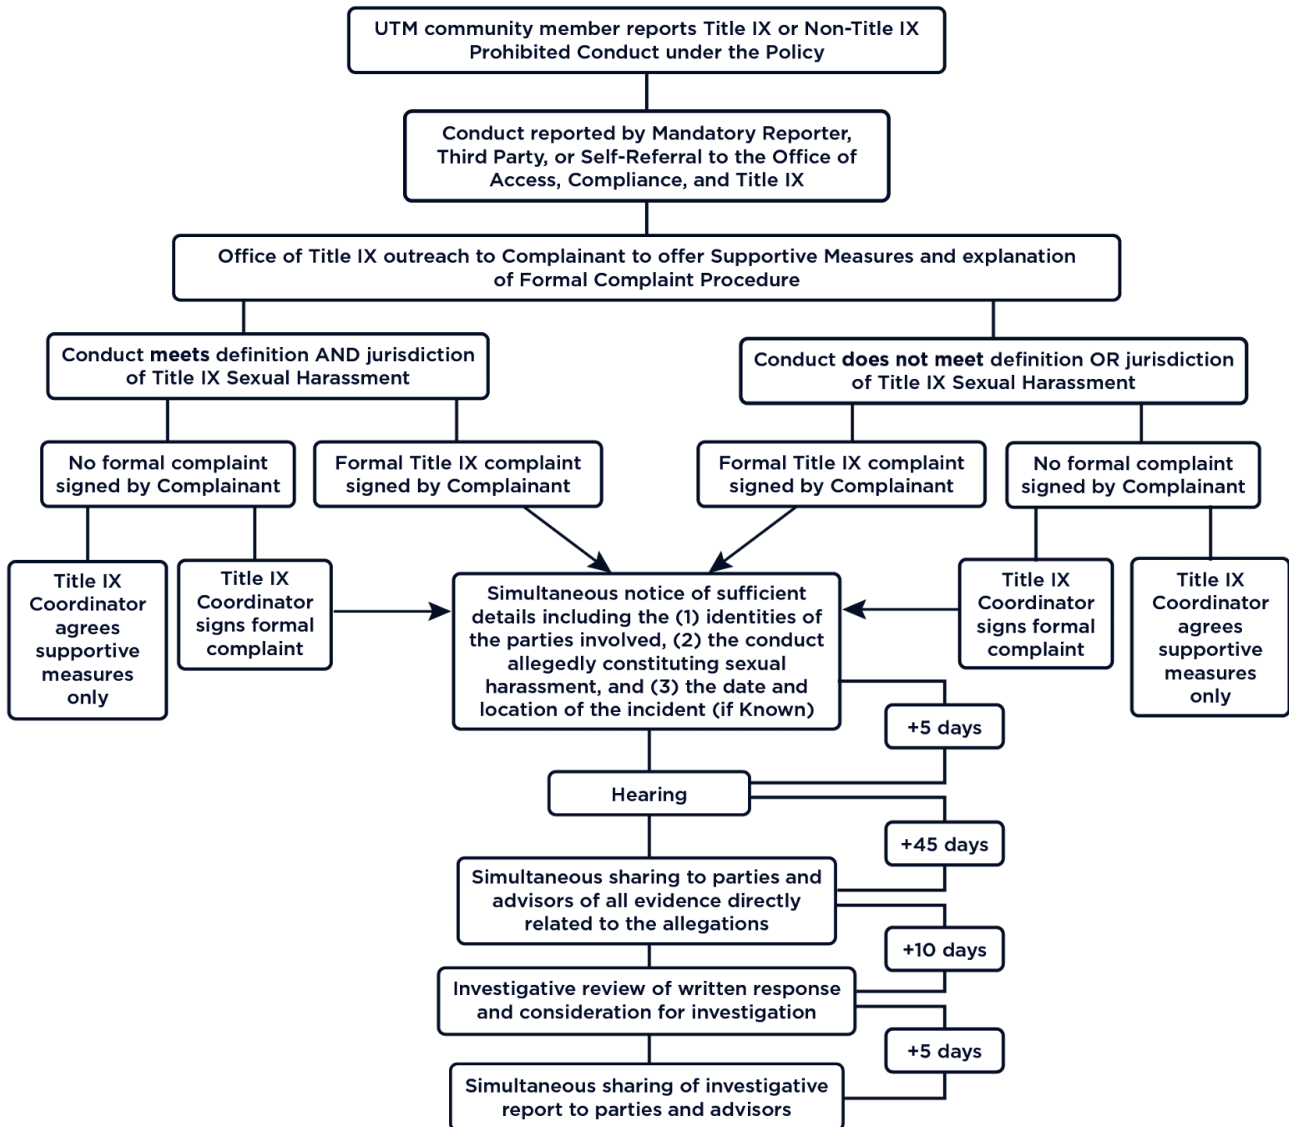 UTM community member reports Title IX or Non-Title IX
Prohibited Conduct under the Policy
Conduct reported by Mandatory Reporter,
Third Party, or Self-Referral to the Office of
Access, Compliance, and Title IX
Office of Title IX outreach to Complainant to offer Supportive Measures and explanation
of Formal Complaint Procedure
Conduct meets definition AND jurisdiction
of Title IX Sexual Harassment
Conduct does not meet definition OR jurisdiction
of Title IX Sexual Harassment
No formal complaint
signed by Complainant
Formal Title IX complaint
signed by Complainant
Formal Title IX complaint
signed by Complainant
No formal complaint
signed by Complainant
Title IX
Coordinator
agrees
supportive
measures
only
Title IX
Coordinator
signs formal
complaint
Simultaneous notice of sufficient
details including the (1) identities of
the parties involved, (2) the conduct
allegedly constituting sexual
harassment, and (3) the date and
location of the incident (if Known)
Title IX
Coordinator
signs formal
complaint
Title IX
Coordinator
agrees
supportive
measures
only
+5 days
Hearing
+45 days
Simultaneous sharing to parties and
advisors of all evidence directly
related to the allegations
+10 days
Investigative review of written response
and consideration for investigation
+5 days
Simultaneous sharing of investigative
report to parties and advisors